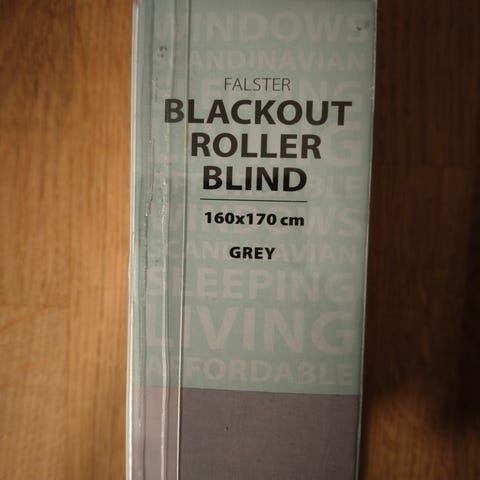 WINDOWS
SCANDINAVIAN
FALSTER
BLACKOUT
ROLLER
BLIND
160x170 cm
WINDOWS
SCANDINAVIAN
GREY
SLEEPING
LIVING
AFFORDABLE